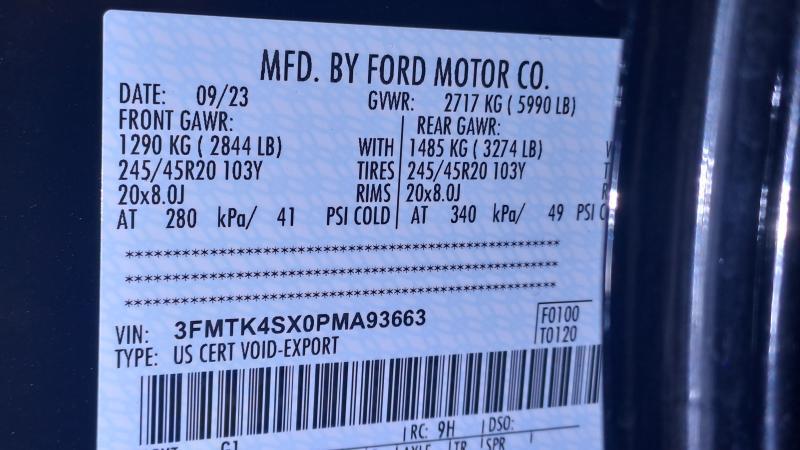 MFD. BY FORD MOTOR CO.
DATE: 09/23 GVWR: 2717 KG ( 5990 LB)
FRONT GAWR: REAR GAWR:
1290 KG ( 2844 LB) WITH 1485 KG ( 3274 LB)
245/45R20 103Y TIRES 245/45R20 103Y
20x8.0J RIMS 20x8.0J
AT 280 kPa/ 41 PSI COLD AT 340 kPa/ 49 PSI
****************************************************
****************************************************
****************************************************
VIN: 3FMTK4SX0PMA93663 F0100
TYPE: US CERT VOID-EXPORT T0120
RC: 9H DSO:
TR SPR